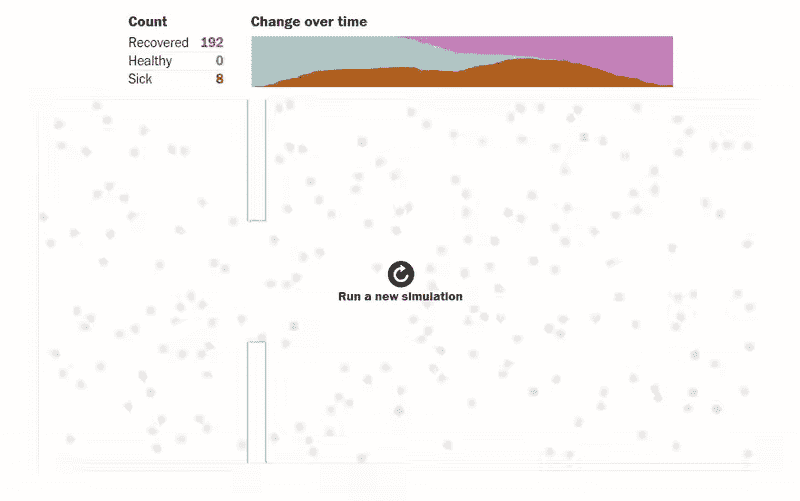 Count
Change over time
Recovered 192
Healthy 0
Sick 8
Run a new simulation